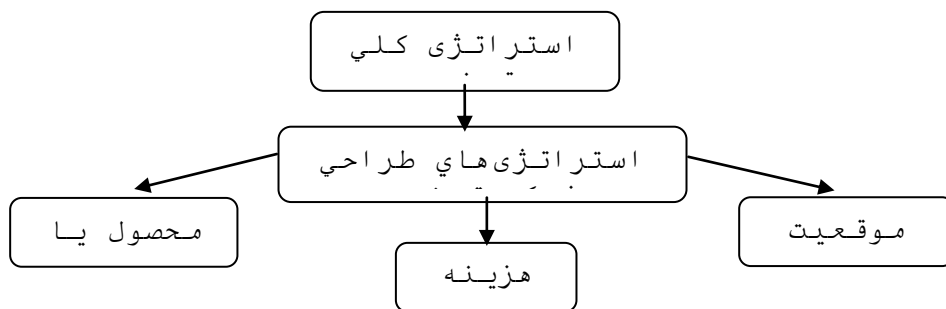 استراتژی کلي
استراتژی‌هاي طراحي
محصول يا
هزينه
موقعيت